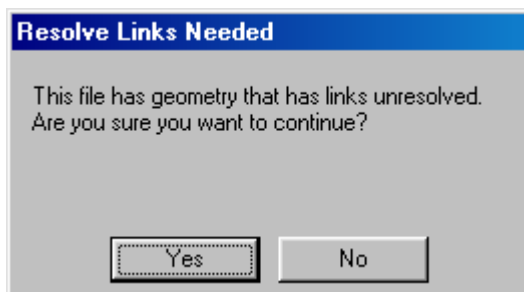 Resolve Links Needed
This file has geometry that has links unresolved.
Are you sure you want to continue?
Yes
No